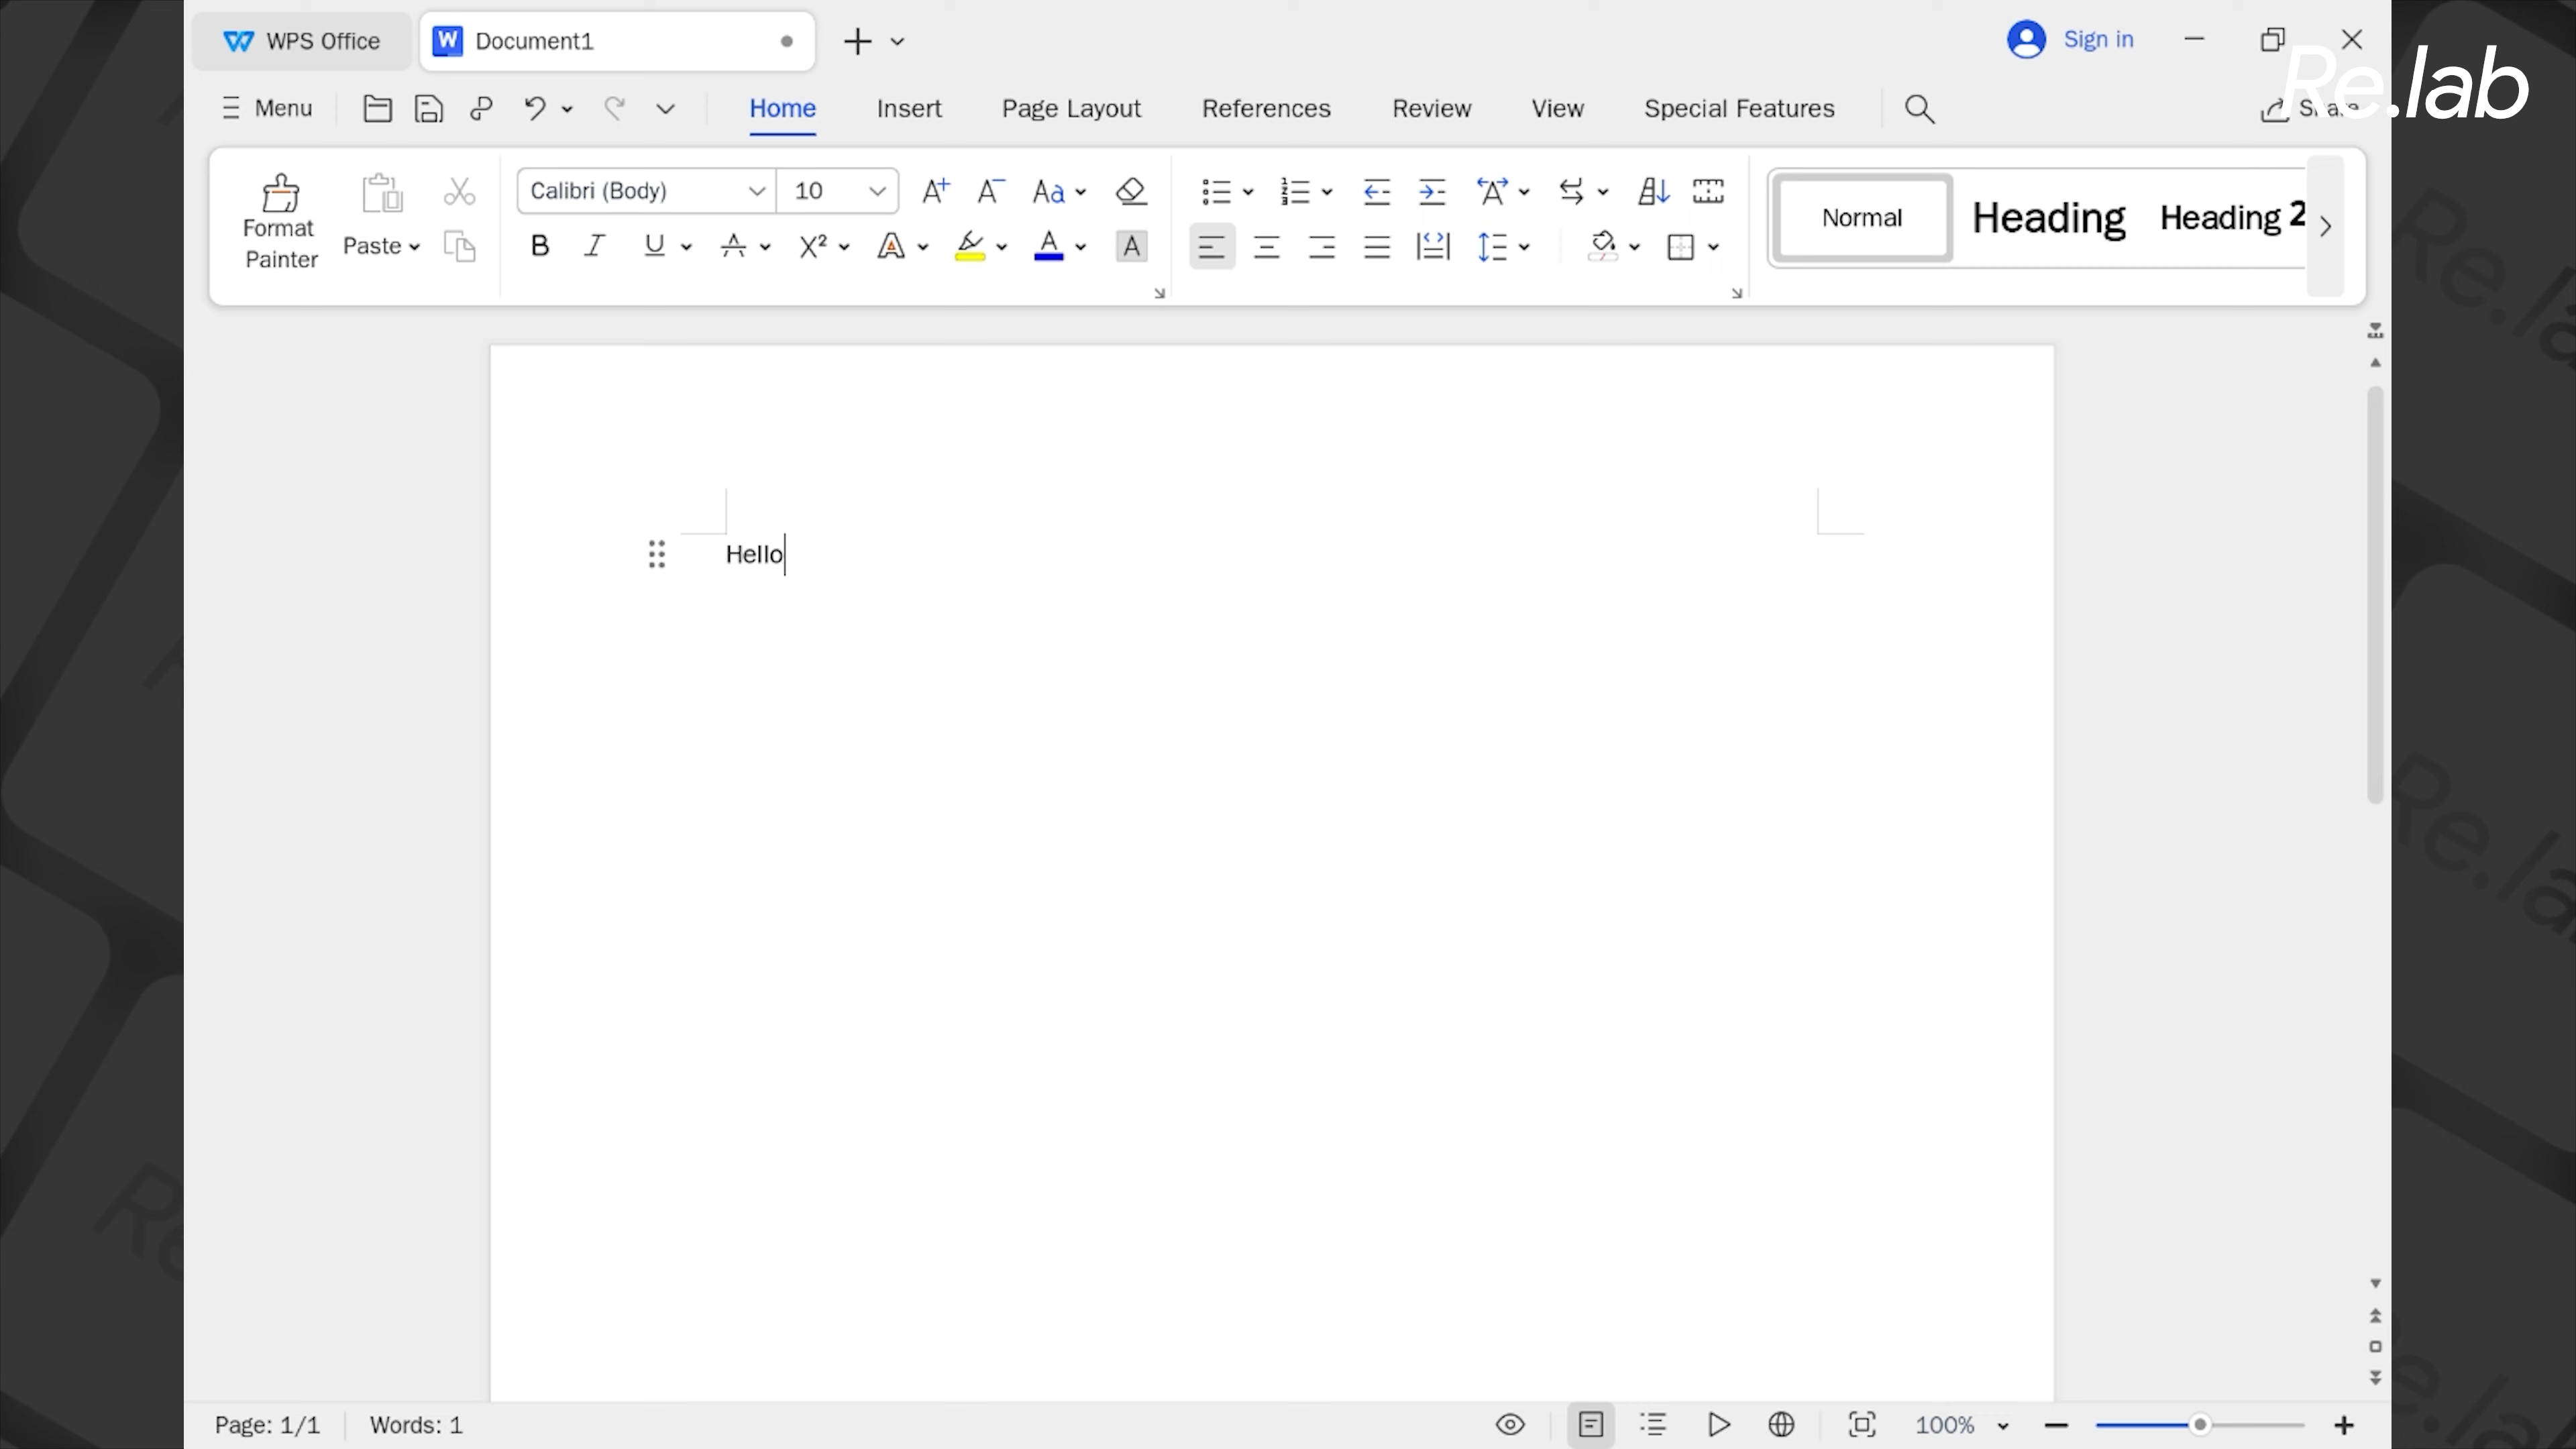 WPS Office
Document1
Sign in
Re.lab
Menu
Home
Insert
Page Layout
References
Review
View
Special Features
Format
Painter
Paste
Calibri (Body)
10
Normal
Heading
Heading 2
Hello
Page: 1/1
Words: 1
100%